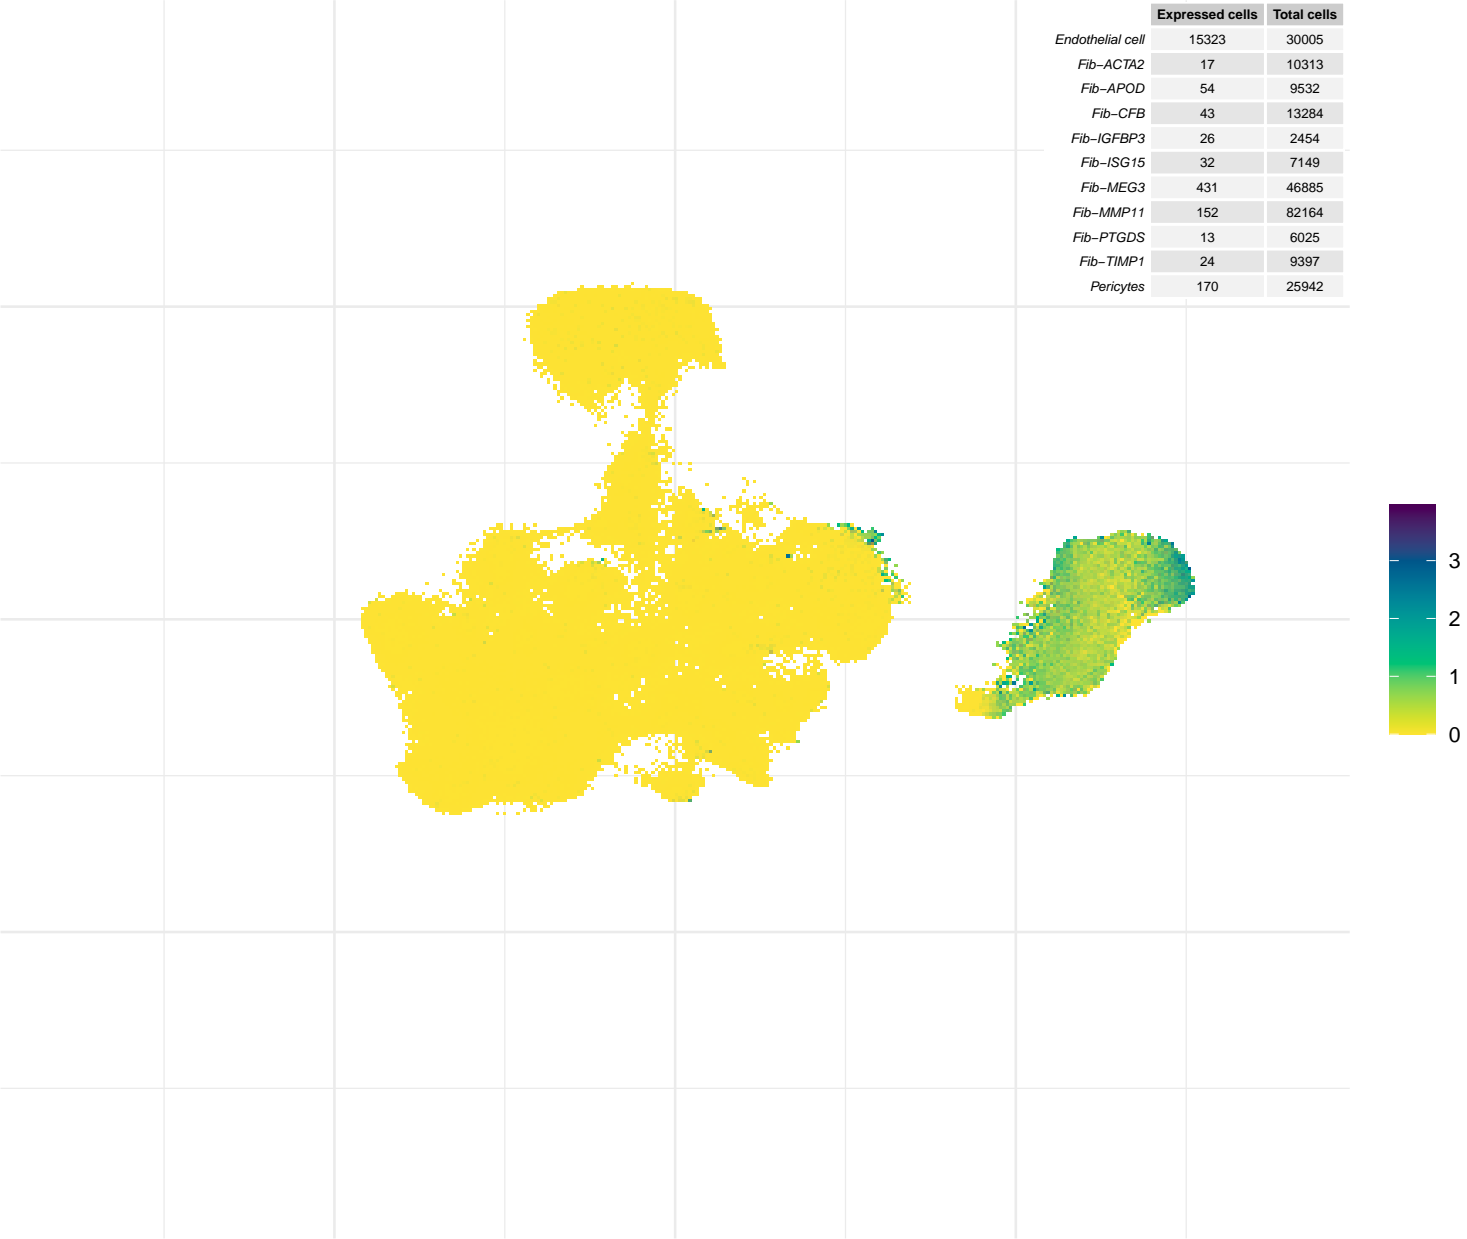 Expressed cells Total cells
Endothelial cell 15323 30005
Fib−ACTA2 17 10313
Fib−APOD 54 9532
Fib−CFB 43 13284
Fib−IGFBP3 26 2454
Fib−ISG15 32 7149
Fib−MEG3 431 46885
Fib−MMP11 152 82164
Fib−PTGDS 13 6025
Fib−TIMP1 24 9397
Pericytes 170 25942
3
2
1
0